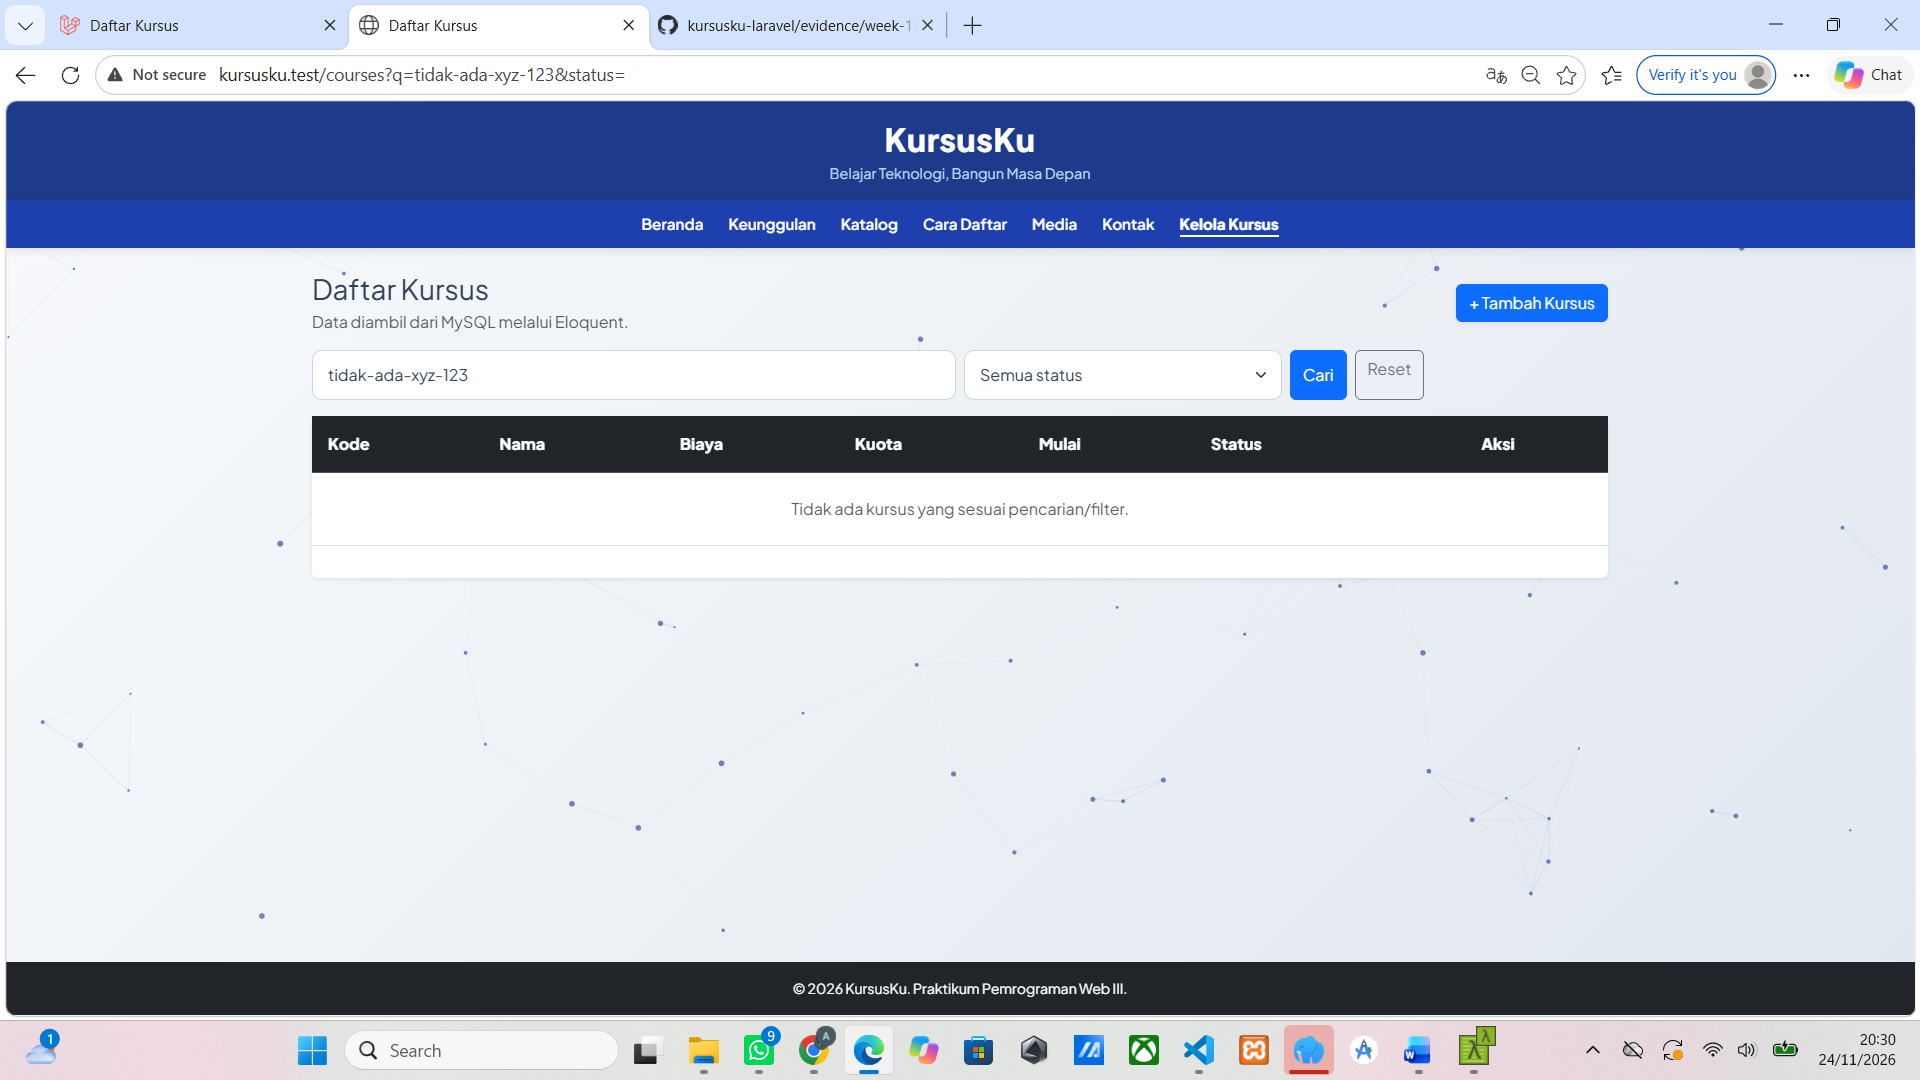 Daftar Kursus
Daftar Kursus
kursusku-laravel/evidence/week-1
Not secure
kursusku.test/courses?q=tidak-ada-xyz-123&status=
Verify it's you
Chat
KursusKu
Belajar Teknologi, Bangun Masa Depan
Beranda Keunggulan Katalog Cara Daftar Media Kontak Kelola Kursus
Daftar Kursus
Data diambil dari MySQL melalui Eloquent.
+ Tambah Kursus
tidak-ada-xyz-123
Semua status
Cari
Reset
Kode Nama Biaya Kuota Mulai Status Aksi
Tidak ada kursus yang sesuai pencarian/filter.
© 2026 KursusKu. Praktikum Pemrograman Web III.
1
Search
9
A
20:30
24/11/2026